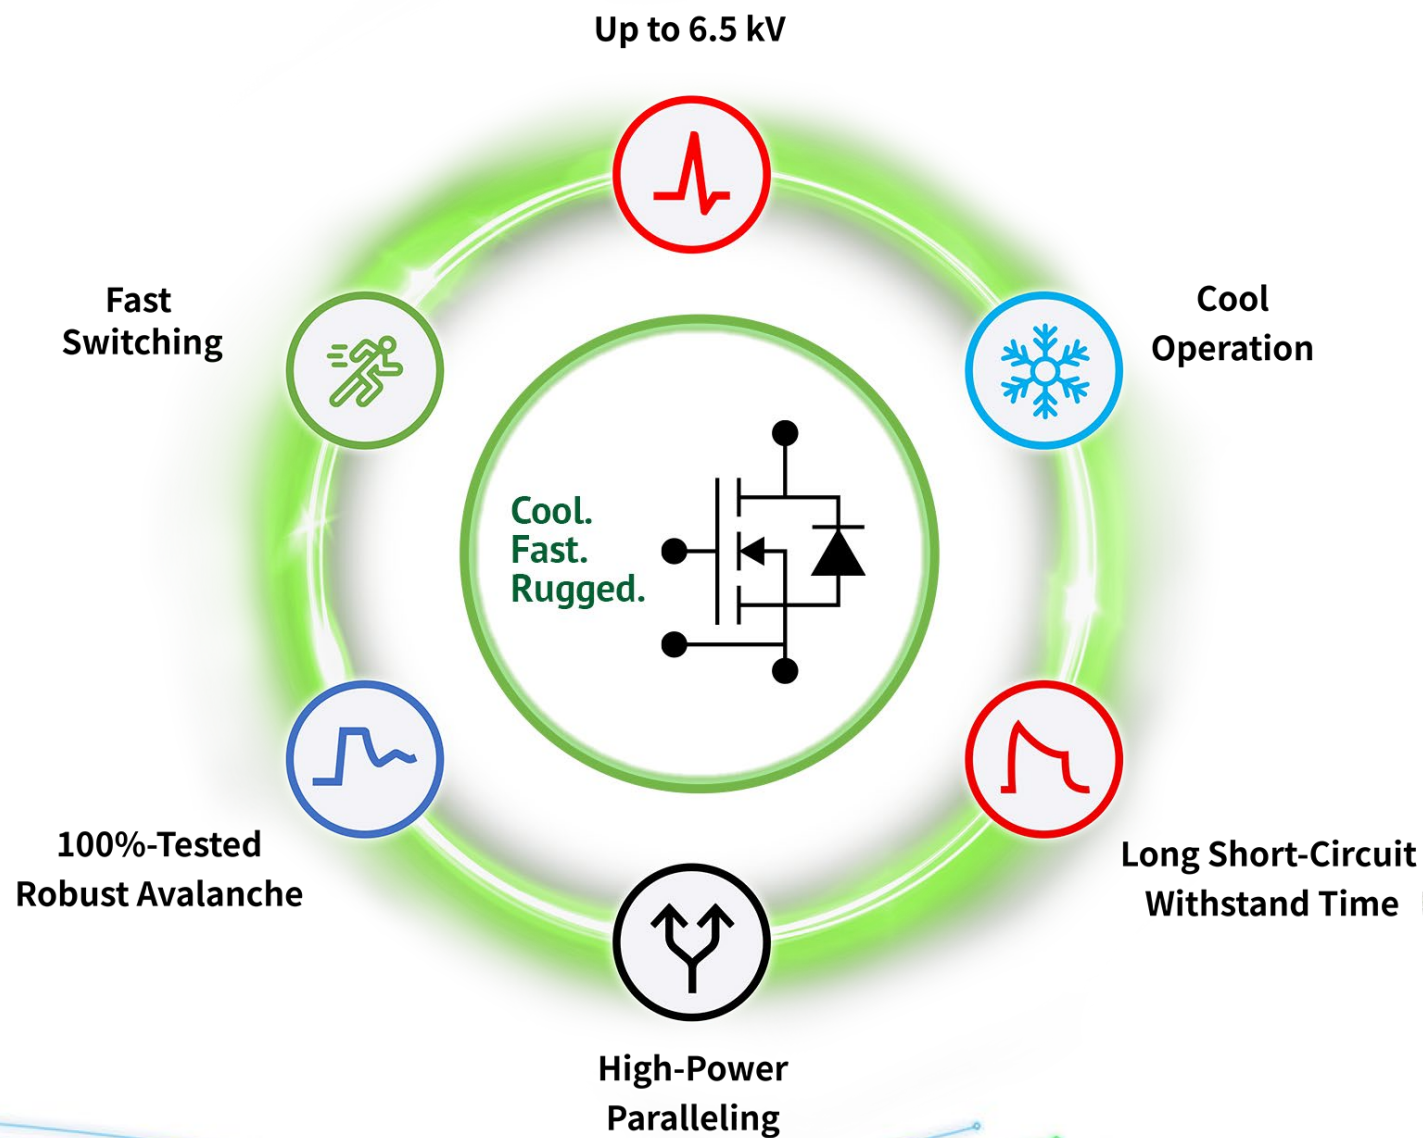 Up to 6.5 kV
Fast
Switching
Cool
Operation
Cool.
Fast.
Rugged.
100%-Tested
Robust Avalanche
Long Short-Circuit
Withstand Time
High-Power
Paralleling